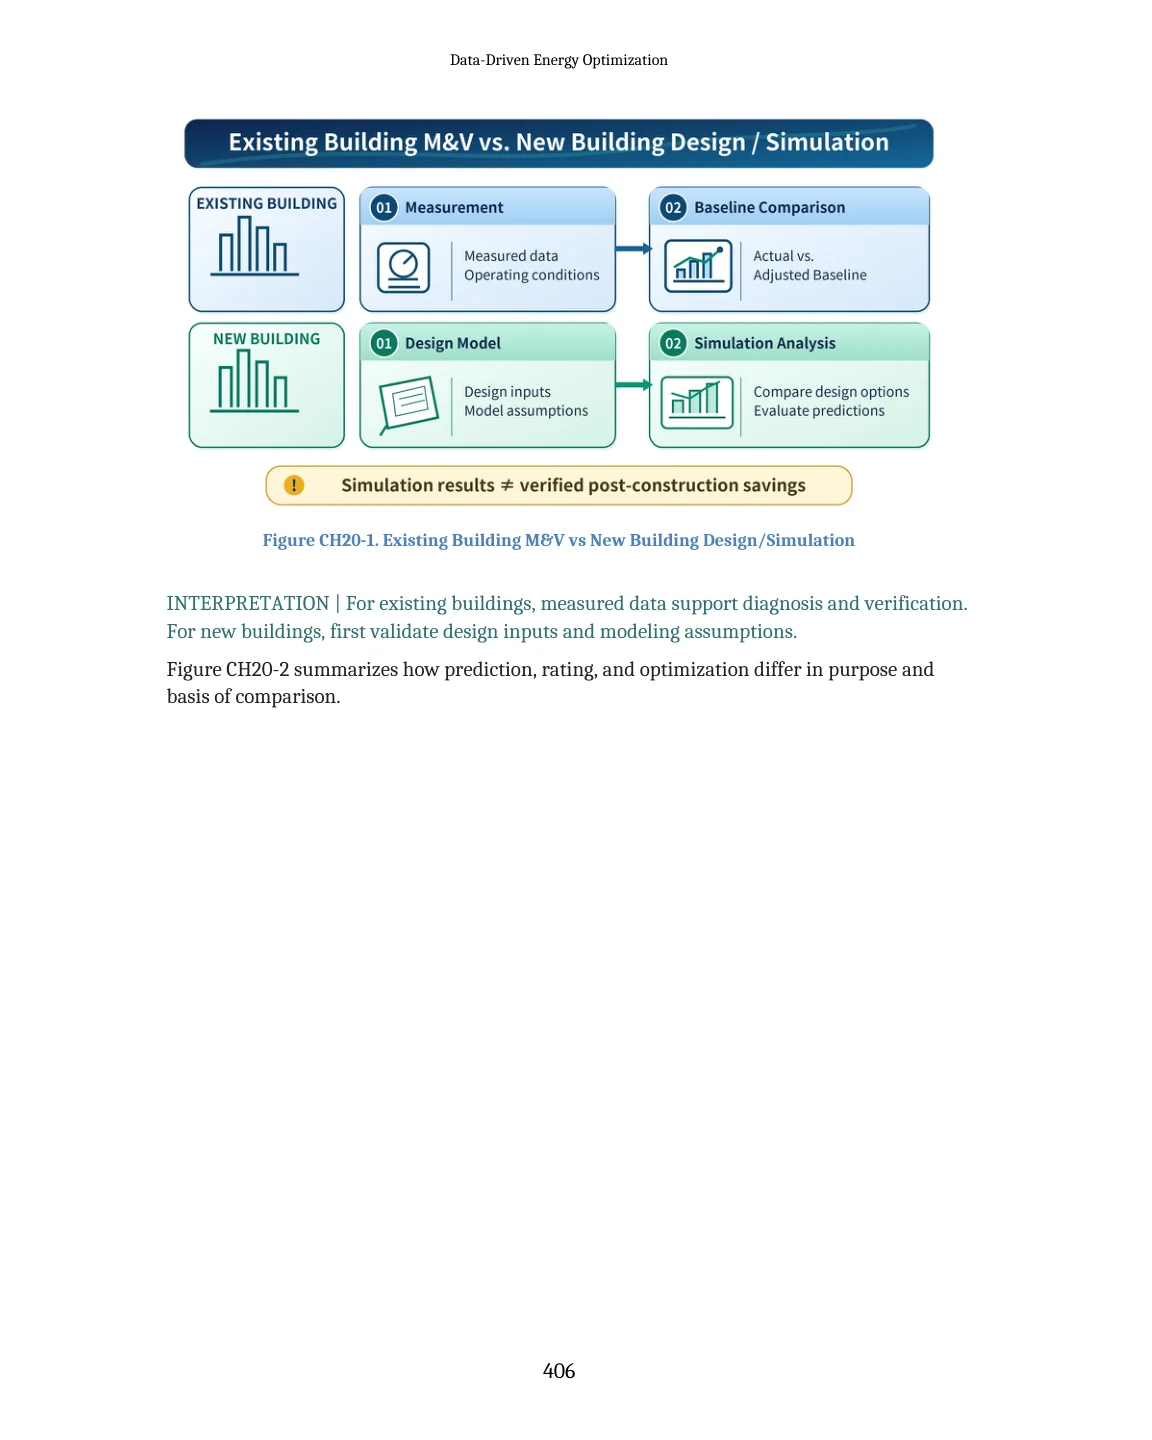 Data-Driven Energy Optimization
Existing Building M&V vs. New Building Design / Simulation
EXISTING BUILDING
01 Measurement
Measured data
Operating conditions
02 Baseline Comparison
Actual vs.
Adjusted Baseline
NEW BUILDING
01 Design Model
Design inputs
Model assumptions
02 Simulation Analysis
Compare design options
Evaluate predictions
! Simulation results ≠ verified post-construction savings
Figure CH20-1. Existing Building M&V vs New Building Design/Simulation
INTERPRETATION | For existing buildings, measured data support diagnosis and verification.
For new buildings, first validate design inputs and modeling assumptions.
Figure CH20-2 summarizes how prediction, rating, and optimization differ in purpose and
basis of comparison.
406